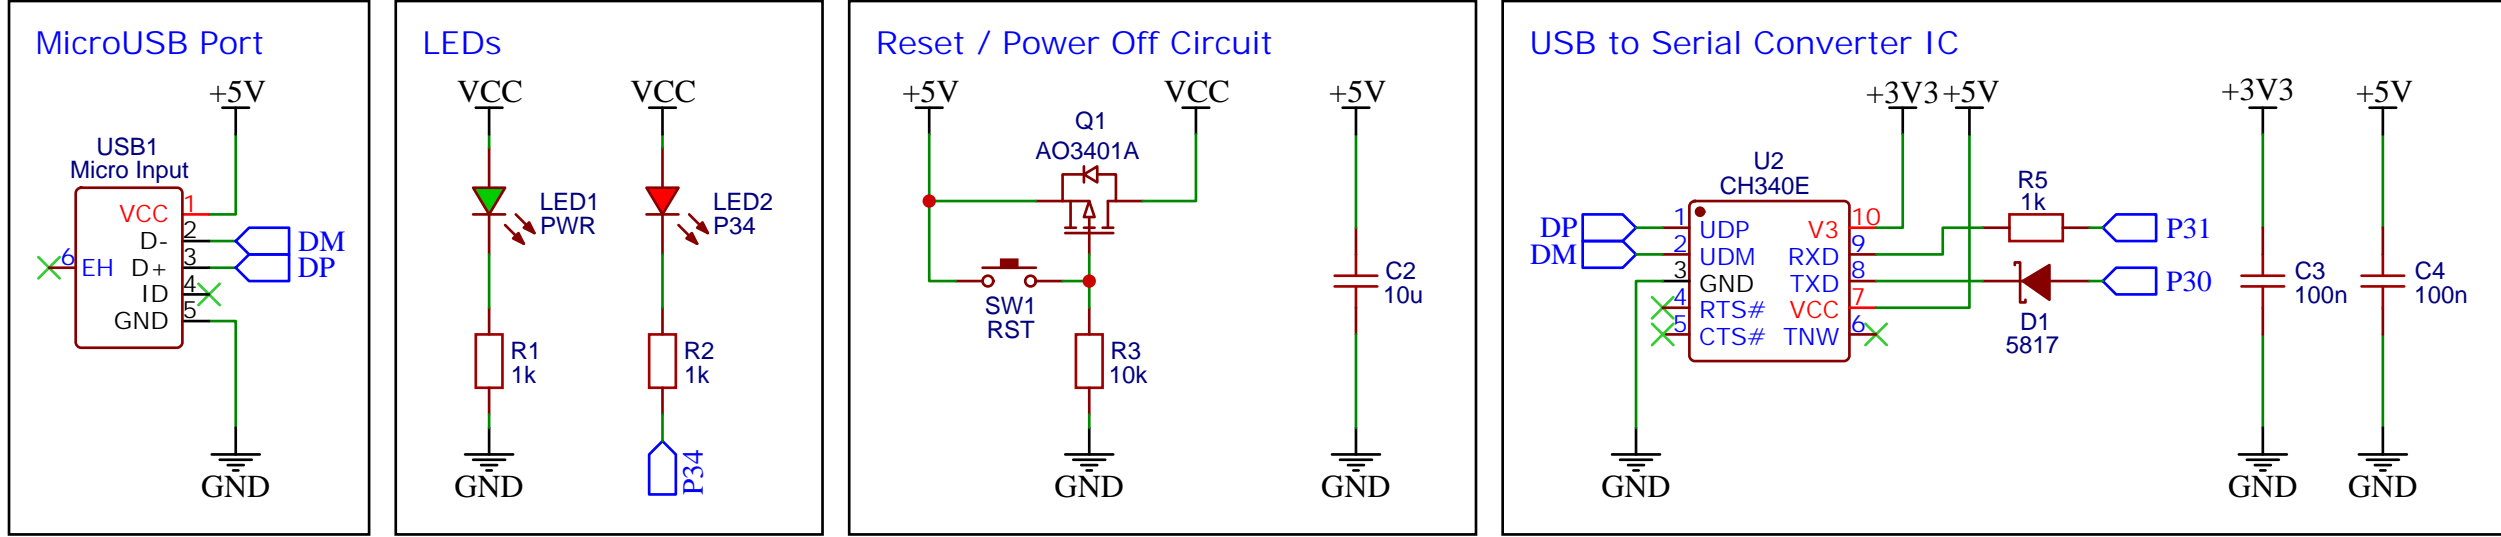 MicroUSB Port
+5V
USB1
Micro Input
VCC 1
D- 2 DM
6 EH D+ 3 DP
ID 4
GND 5
GND
LEDs
VCC VCC
LED1
PWR
LED2
P34
R1
1k
R2
1k
GND
P34
Reset / Power Off Circuit
+5V VCC +5V
Q1
AO3401A
SW1
RST
C2
10u
R3
10k
GND GND
USB to Serial Converter IC
+3V3 +5V +3V3 +5V
U2
CH340E
R5
1k
DP 1 UDP V3 10 P31
DM 2 UDM RXD 9
3 GND TXD 8 P30
4 RTS# VCC 7
5 CTS# TNW 6
D1
5817
C3
100n
C4
100n
GND GND GND